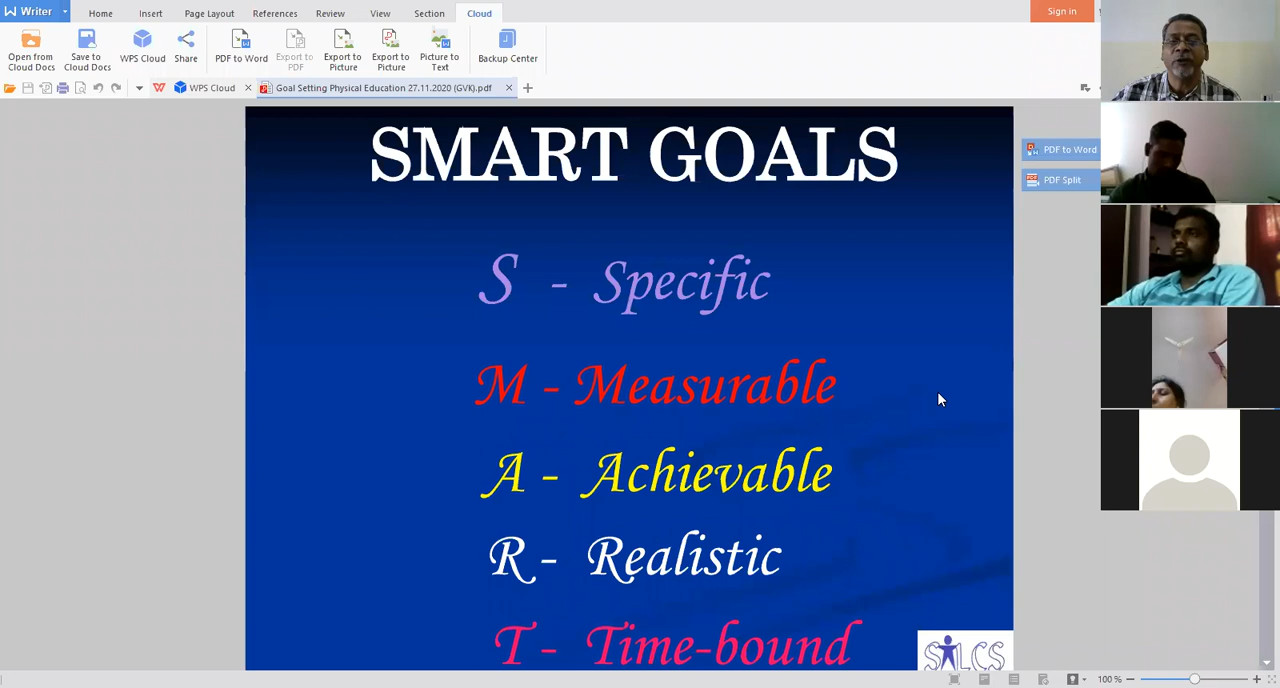 Writer
Home Insert Page Layout References Review View Section Cloud
Sign in
Open from Cloud Docs
Save to Cloud Docs
WPS Cloud
Share
PDF to Word
Export to PDF
Export to Picture
Export to Picture
Picture to Text
Backup Center
WPS Cloud
Goal Setting Physical Education 27.11.2020 (GVK).pdf
SMART GOALS
PDF to Word
PDF Split
S - Specific
M - Measurable
A - Achievable
R - Realistic
T - Time-bound
100 %